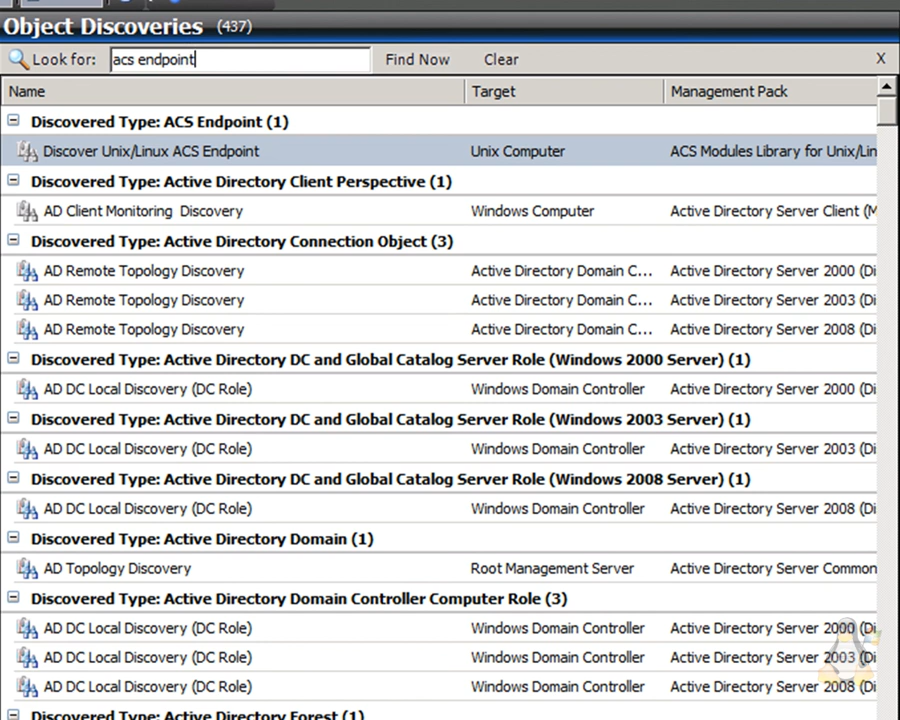 Object Discoveries (437)
Look for: acs endpoint Find Now Clear X
Name Target Management Pack
Discovered Type: ACS Endpoint (1)
Discover Unix/Linux ACS Endpoint Unix Computer ACS Modules Library for Unix/Lin
Discovered Type: Active Directory Client Perspective (1)
AD Client Monitoring Discovery Windows Computer Active Directory Server Client (M
Discovered Type: Active Directory Connection Object (3)
AD Remote Topology Discovery Active Directory Domain C... Active Directory Server 2000 (Di
AD Remote Topology Discovery Active Directory Domain C... Active Directory Server 2003 (Di
AD Remote Topology Discovery Active Directory Domain C... Active Directory Server 2008 (Di
Discovered Type: Active Directory DC and Global Catalog Server Role (Windows 2000 Server) (1)
AD DC Local Discovery (DC Role) Windows Domain Controller Active Directory Server 2000 (Di
Discovered Type: Active Directory DC and Global Catalog Server Role (Windows 2003 Server) (1)
AD DC Local Discovery (DC Role) Windows Domain Controller Active Directory Server 2003 (Di
Discovered Type: Active Directory DC and Global Catalog Server Role (Windows 2008 Server) (1)
AD DC Local Discovery (DC Role) Windows Domain Controller Active Directory Server 2008 (Di
Discovered Type: Active Directory Domain (1)
AD Topology Discovery Root Management Server Active Directory Server Common
Discovered Type: Active Directory Domain Controller Computer Role (3)
AD DC Local Discovery (DC Role) Windows Domain Controller Active Directory Server 2000 (Di
AD DC Local Discovery (DC Role) Windows Domain Controller Active Directory Server 2003 (Di
AD DC Local Discovery (DC Role) Windows Domain Controller Active Directory Server 2008 (Di
Discovered Type: Active Directory Forest (1)